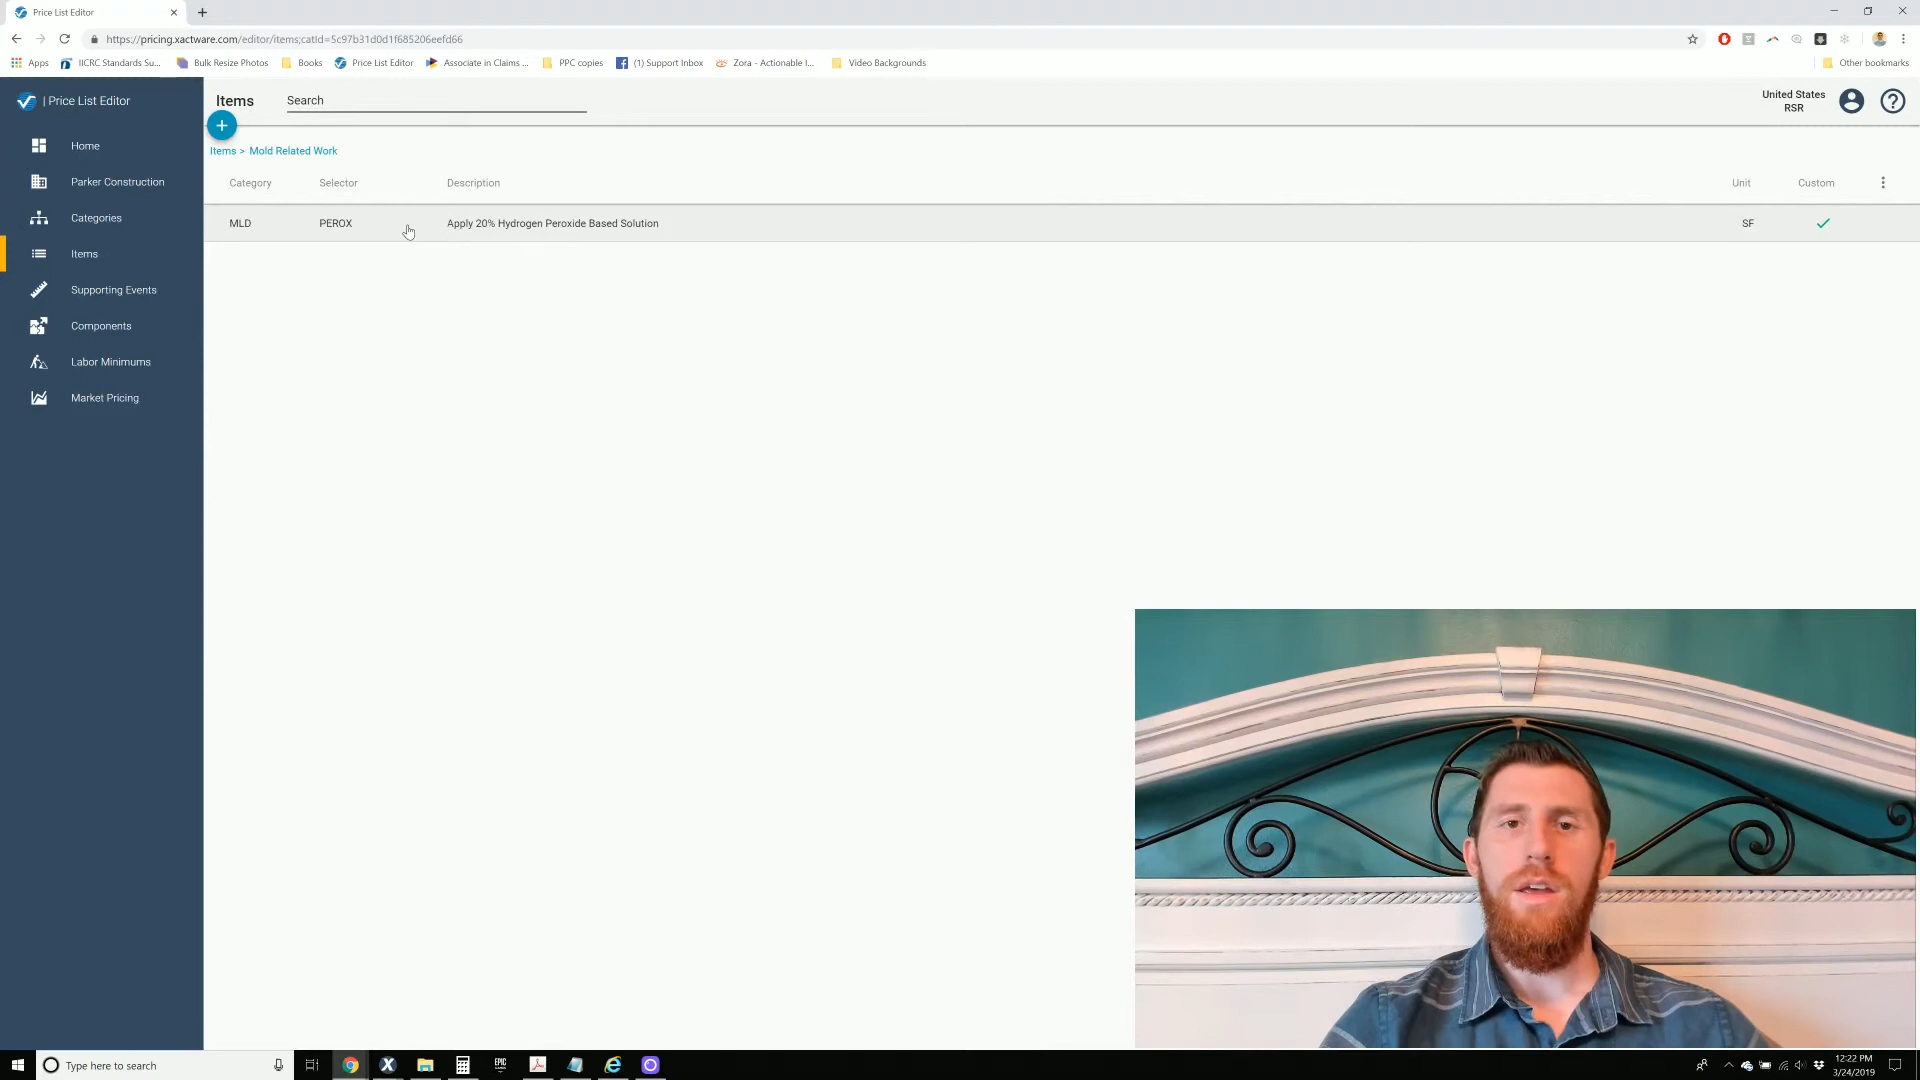 Price List Editor
https://pricing.xactware.com/editor/items;catId=5c97b31d0d1f685206eefd66
Apps IICRC Standards Su... Bulk Resize Photos Books Price List Editor Associate in Claims ... PPC copies (1) Support Inbox Zora - Actionable I... Video Backgrounds Other bookmarks
| Price List Editor
Items Search
United States
RSR
Home
Parker Construction
Categories
Items
Supporting Events
Components
Labor Minimums
Market Pricing
Items > Mold Related Work
Category Selector Description Unit Custom
MLD PEROX Apply 20% Hydrogen Peroxide Based Solution SF
Type here to search
EPIC
12:22 PM
3/24/2019